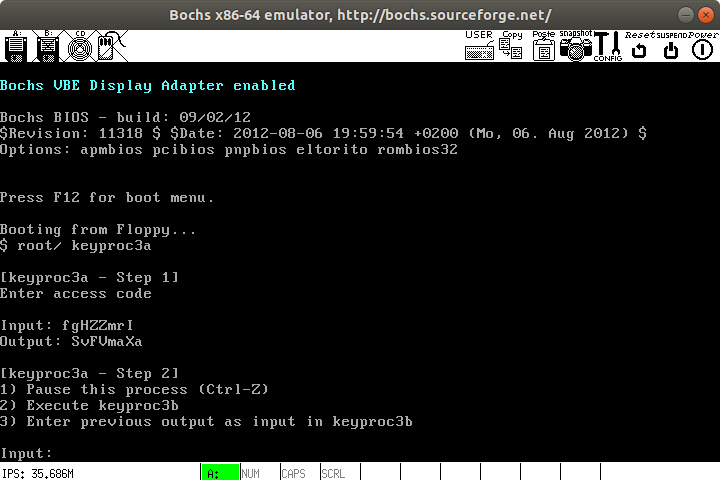 Bochs x86-64 emulator, http://bochs.sourceforge.net/
A: B: CD USER Copy Paste snapshot CONFIG Reset SUSPEND Power
Bochs VBE Display Adapter enabled
Bochs BIOS - build: 09/02/12
$Revision: 11318 $ $Date: 2012-08-06 19:59:54 +0200 (Mo, 06. Aug 2012) $
Options: apmbios pcibios pnpbios eltorito rombios32
Press F12 for boot menu.
Booting from Floppy...
$ root/ keyproc3a
[keyproc3a - Step 1]
Enter access code
Input: fgHZZmrI
Output: SvFVmaXa
[keyproc3a - Step 2]
1) Pause this process (Ctrl-Z)
2) Execute keyproc3b
3) Enter previous output as input in keyproc3b
Input:
IPS: 35.686M A: NUM CAPS SCRL